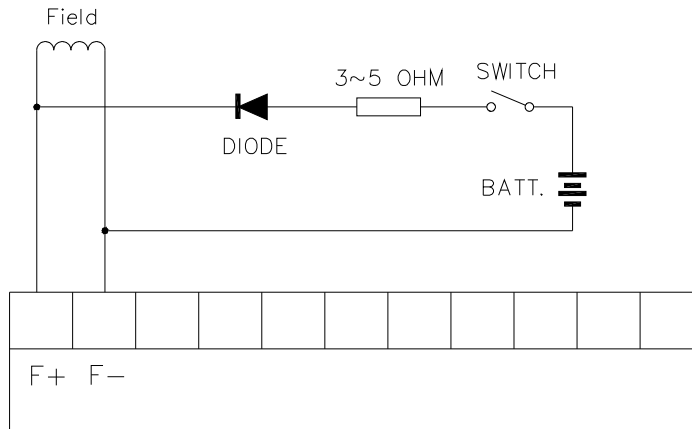 Field
3~5 OHM
SWITCH
DIODE
BATT.
F+ F-